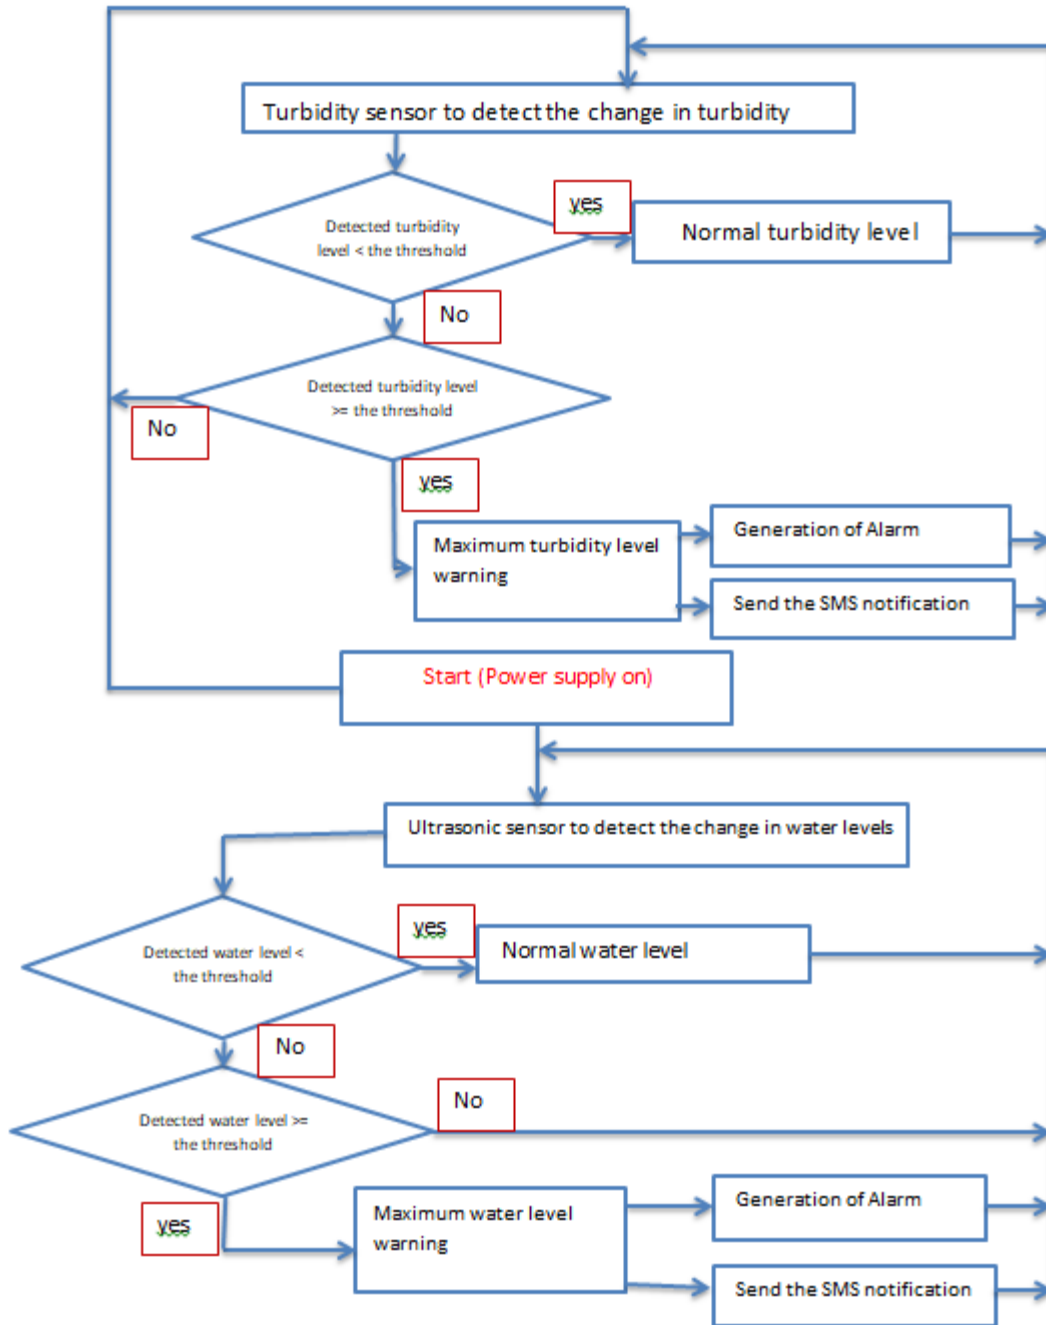 Turbidity sensor to detect the change in turbidity
Detected turbidity
level < the threshold
yes
Normal turbidity level
No
Detected turbidity level
>= the threshold
No
yes
Maximum turbidity level
warning
Generation of Alarm
Send the SMS notification
Start (Power supply on)
Ultrasonic sensor to detect the change in water levels
Detected water level <
the threshold
yes
Normal water level
No
Detected water level >=
the threshold
No
yes
Maximum water level
warning
Generation of Alarm
Send the SMS notification